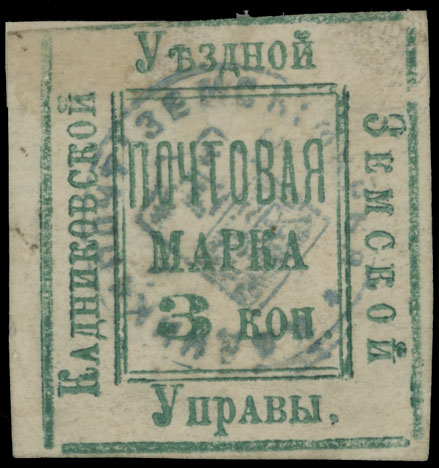 Кадниковской
Уѣздной
Земской
Управы.
ПОЧТОВАЯ
МАРКА
3 коп